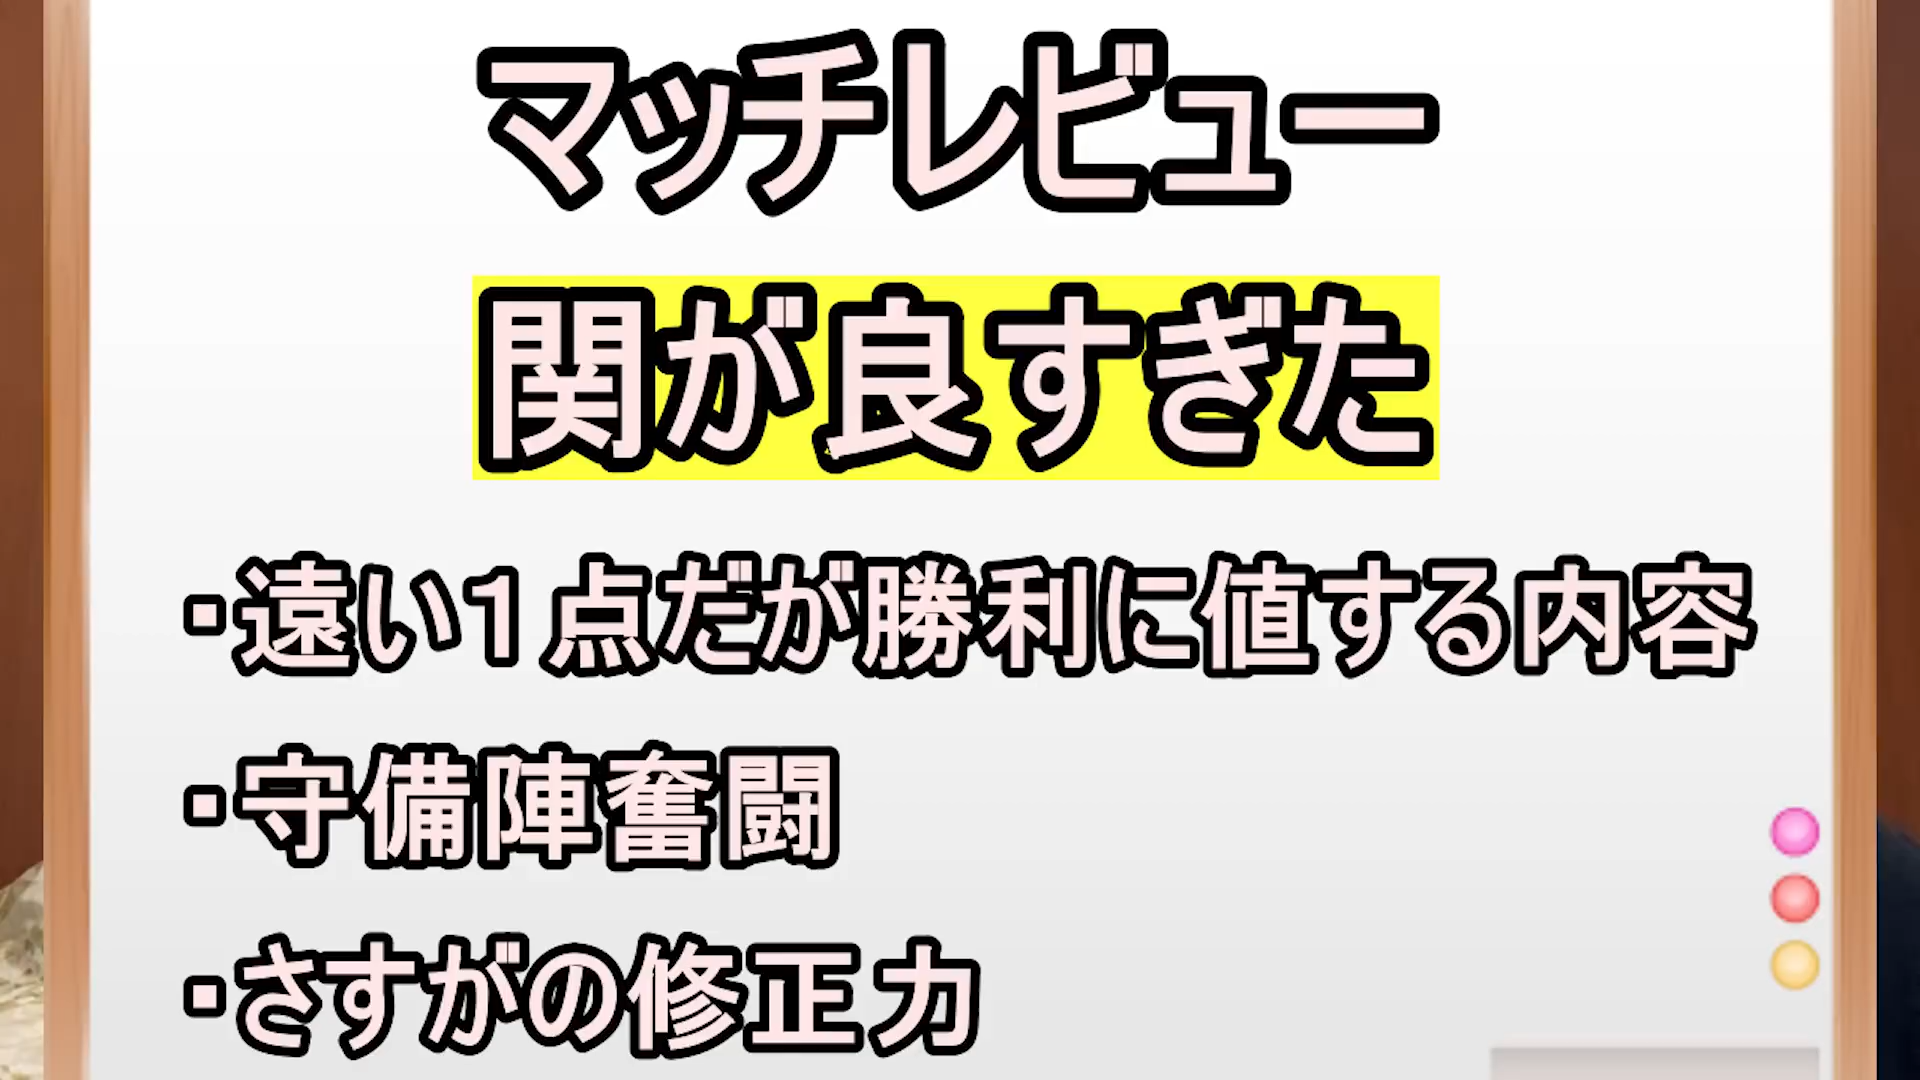 マッチレビュー
関が良すぎた
・遠い１点だが勝利に値する内容
・守備陣奮闘
・さすがの修正力